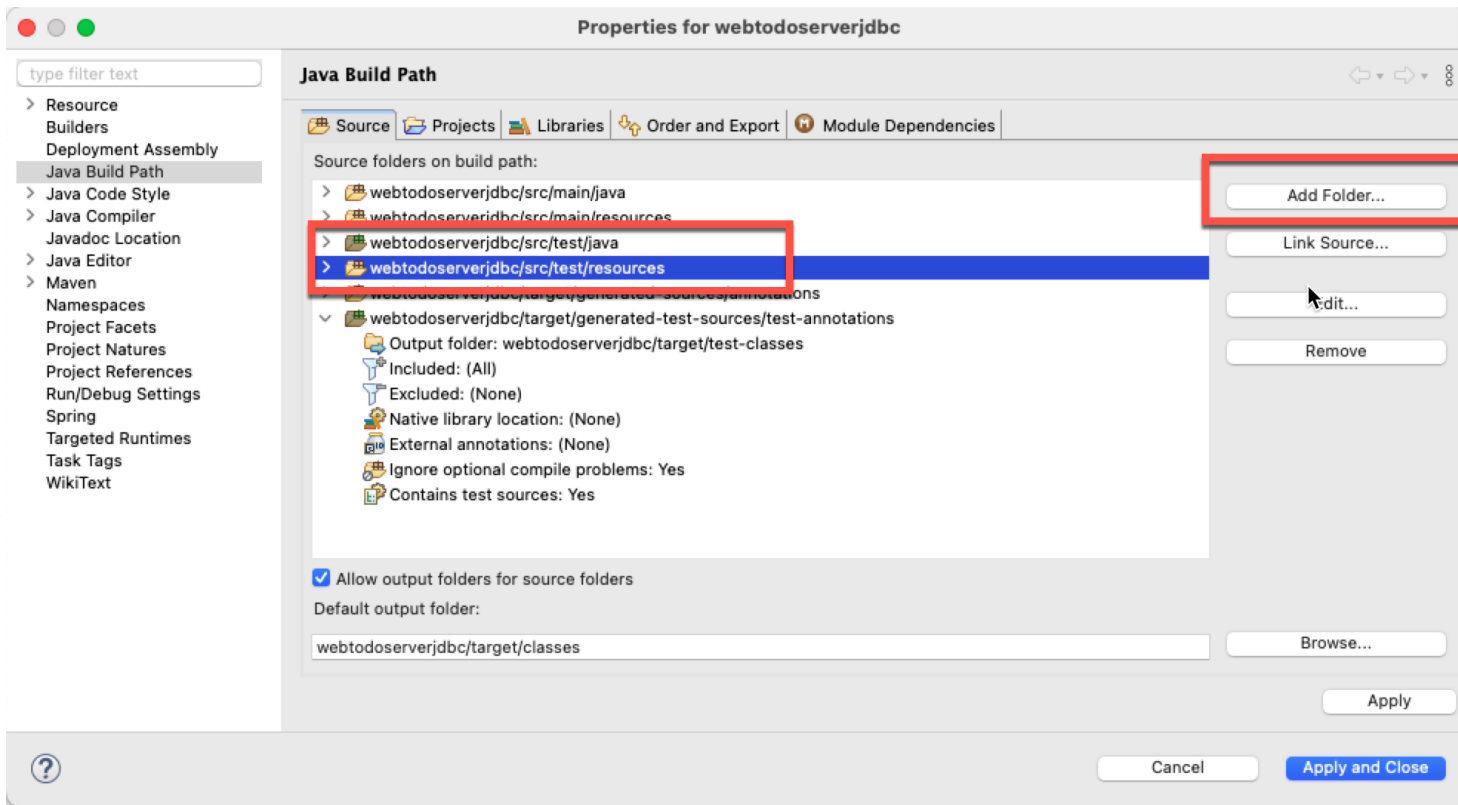 Properties for webtodoserverjdbc
type filter text
Resource
Builders
Deployment Assembly
Java Build Path
Java Code Style
Java Compiler
Javadoc Location
Java Editor
Maven
Namespaces
Project Facets
Project Natures
Project References
Run/Debug Settings
Spring
Targeted Runtimes
Task Tags
WikiText
Java Build Path
Source Projects Libraries Order and Export Module Dependencies
Source folders on build path:
webtodoserverjdbc/src/main/java
webtodoserverjdbc/src/main/resources
webtodoserverjdbc/src/test/java
webtodoserverjdbc/src/test/resources
webtodoserverjdbc/target/generated-sources/annotations
webtodoserverjdbc/target/generated-test-sources/test-annotations
Output folder: webtodoserverjdbc/target/test-classes
Included: (All)
Excluded: (None)
Native library location: (None)
External annotations: (None)
Ignore optional compile problems: Yes
Contains test sources: Yes
Add Folder...
Link Source...
Edit...
Remove
Allow output folders for source folders
Default output folder:
webtodoserverjdbc/target/classes
Browse...
Apply
Cancel
Apply and Close